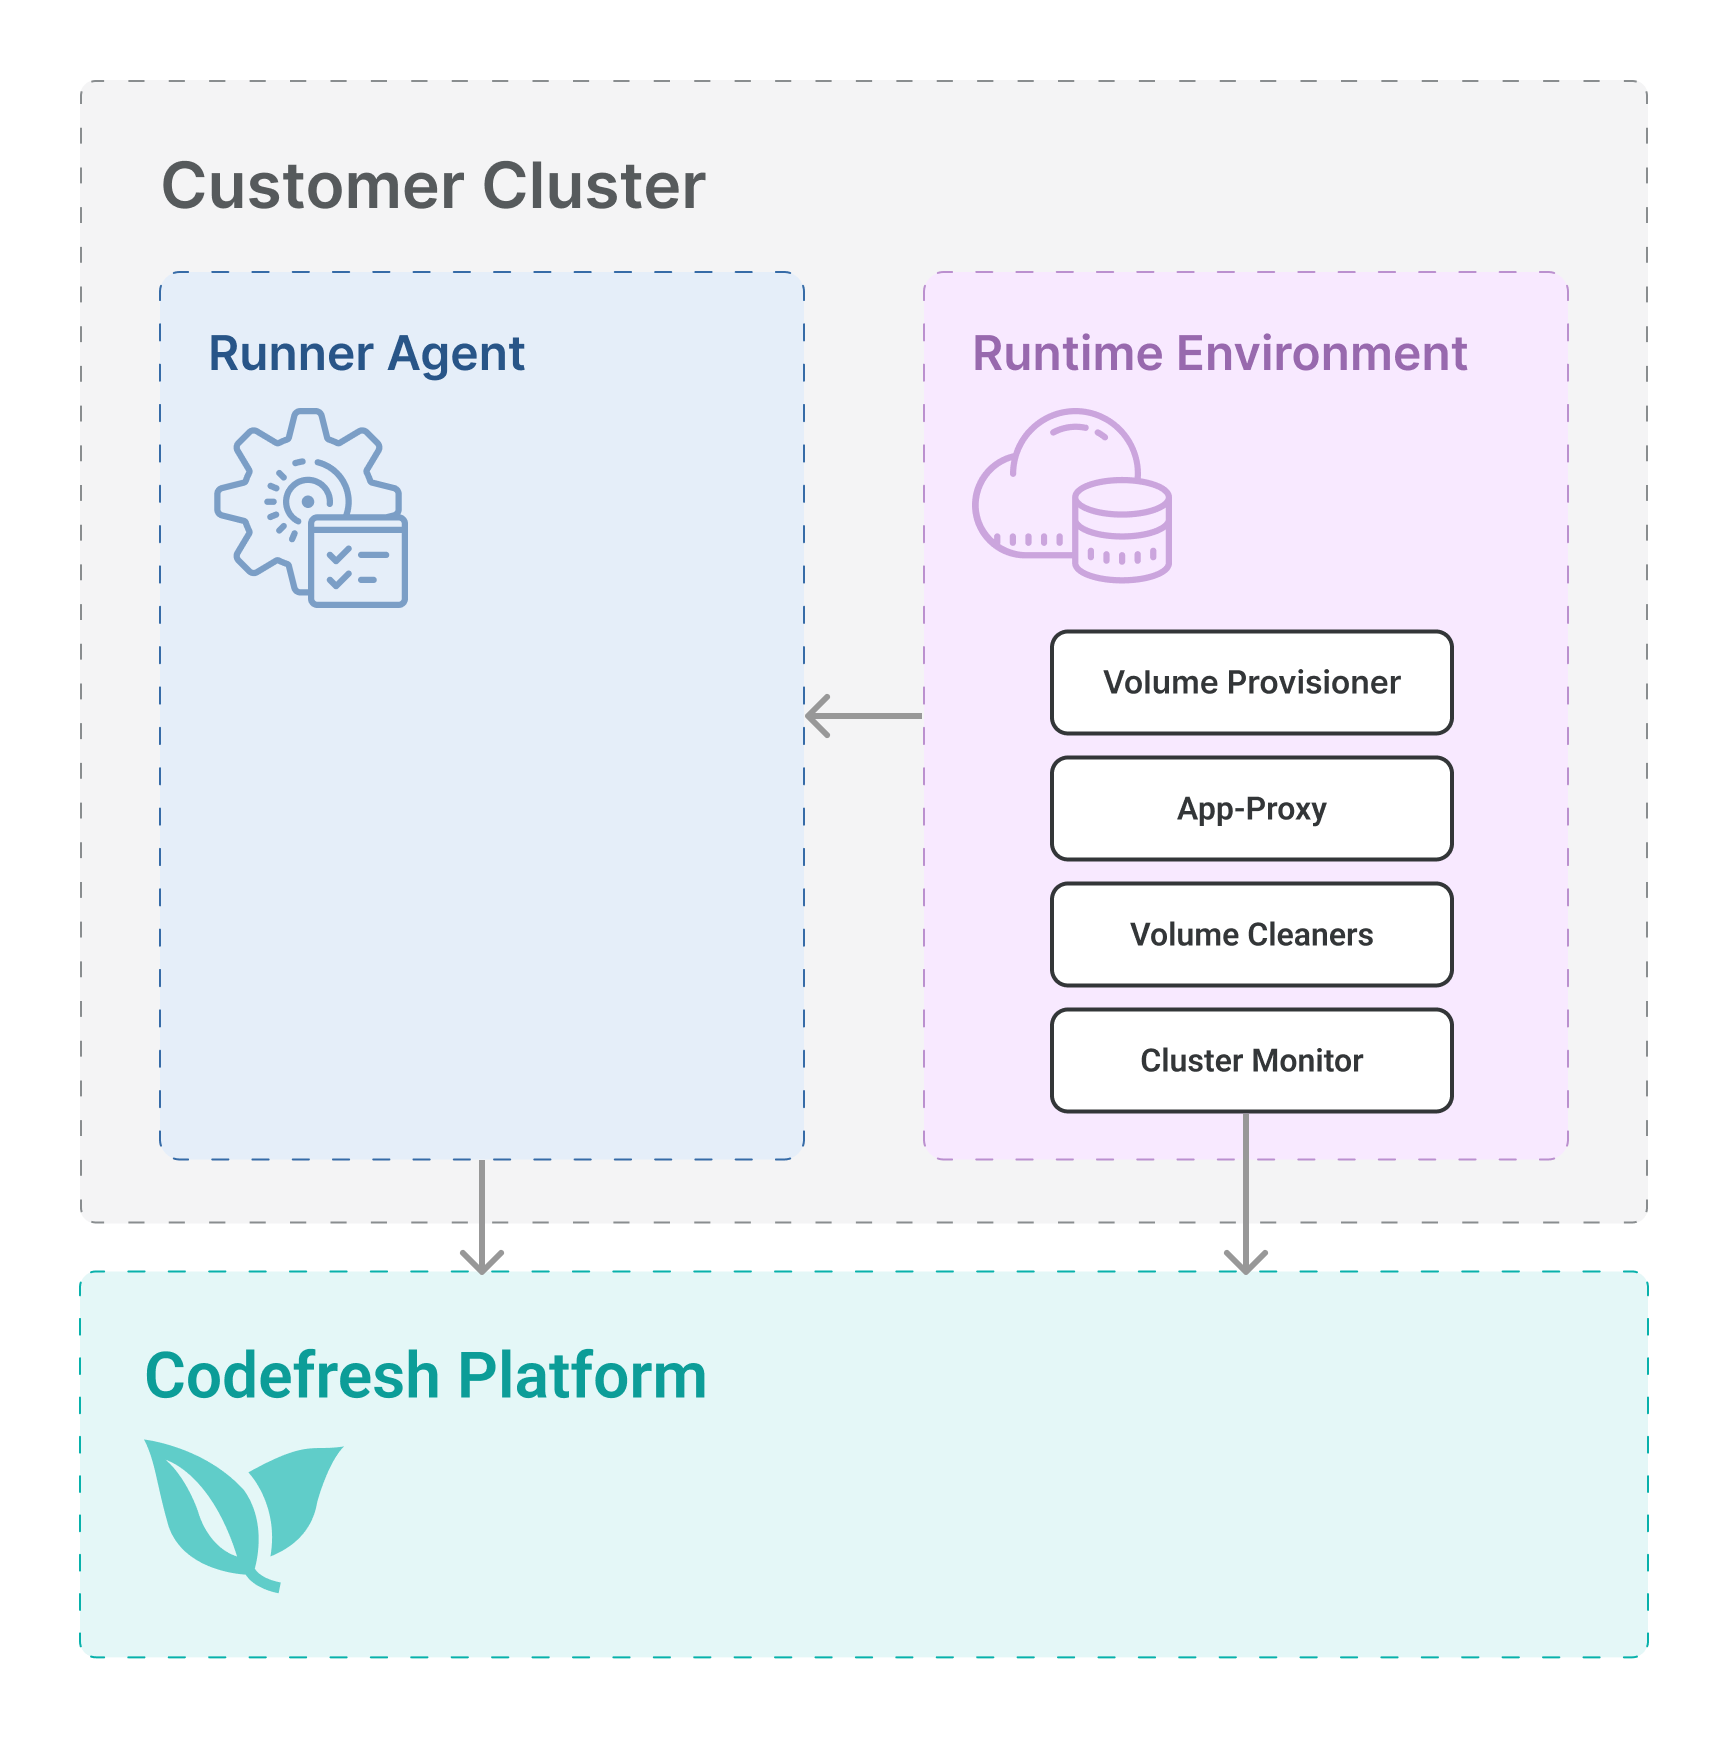 Customer Cluster
Runner Agent
Runtime Environment
Volume Provisioner
App-Proxy
Volume Cleaners
Cluster Monitor
Codefresh Platform